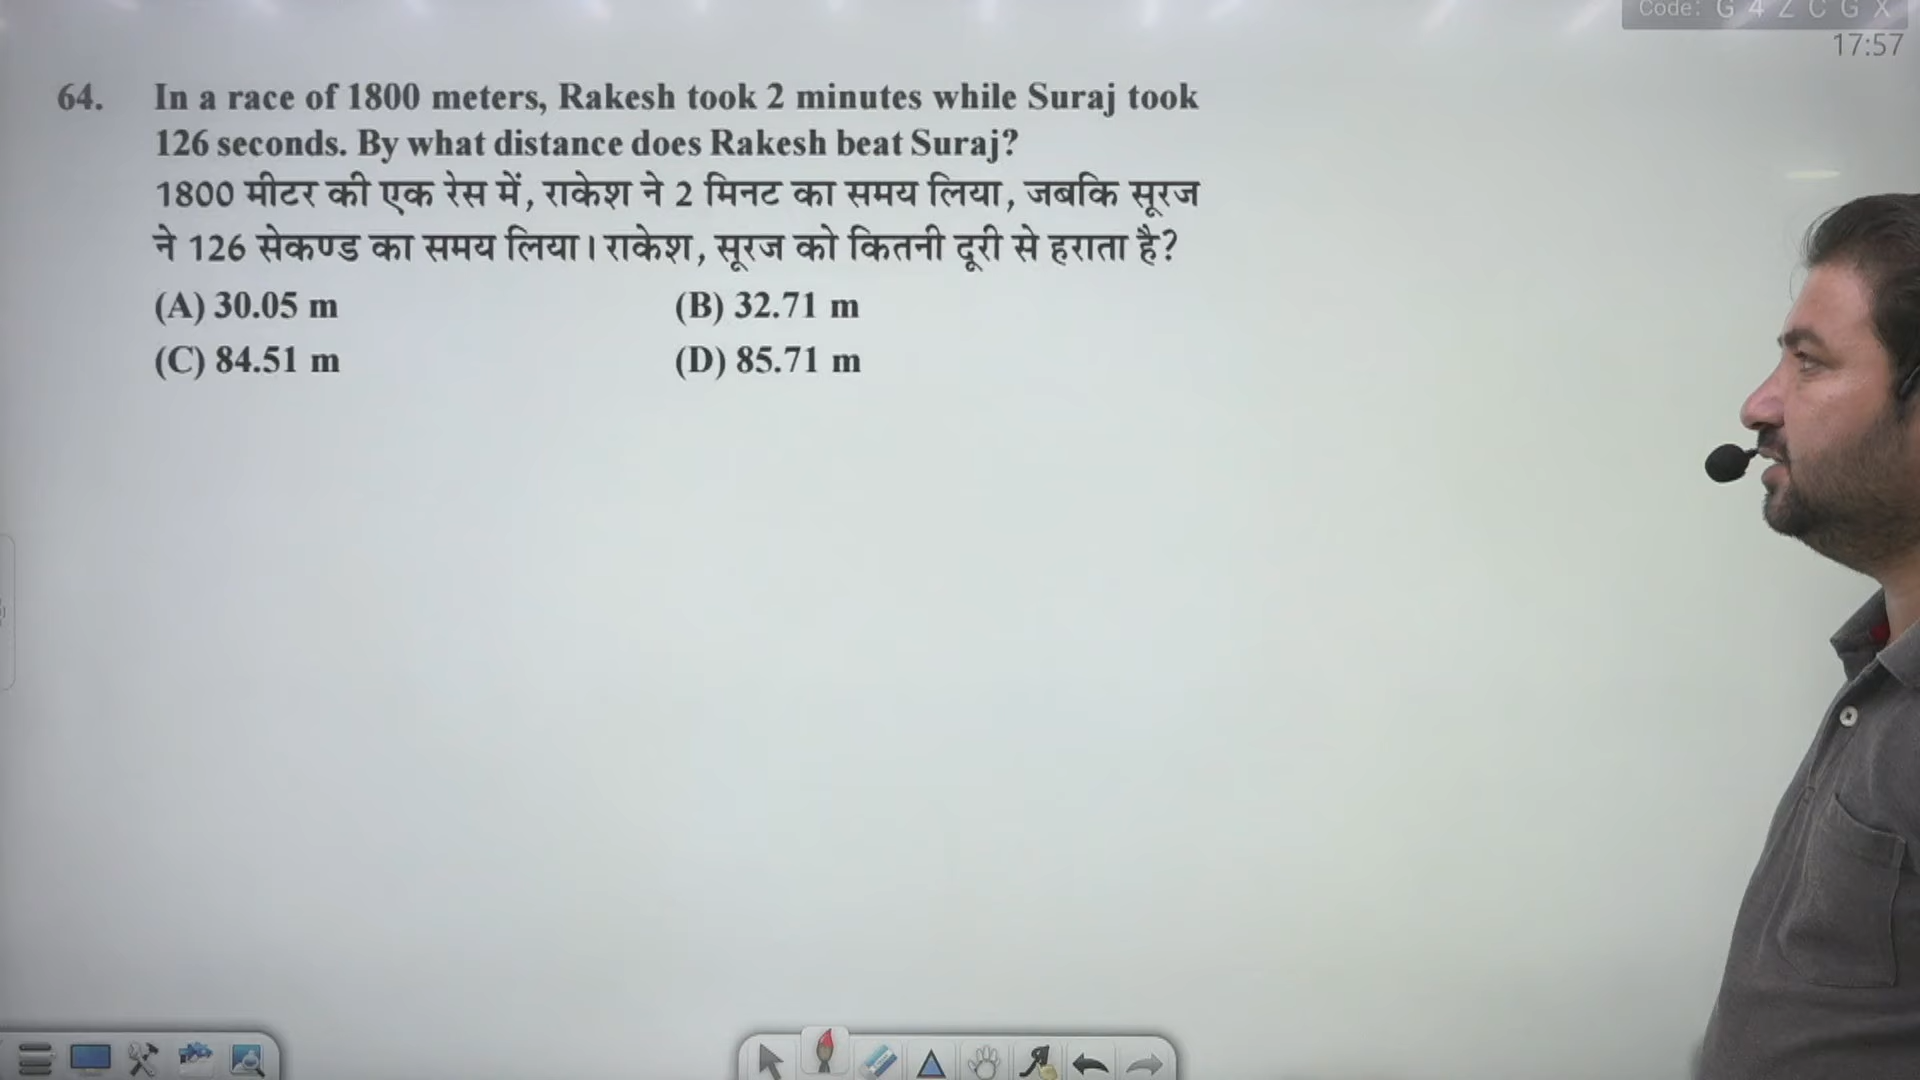 Code: G 4 Z C G X
17:57
64. In a race of 1800 meters, Rakesh took 2 minutes while Suraj took
126 seconds. By what distance does Rakesh beat Suraj?
1800 मीटर की एक रेस में, राकेश ने 2 मिनट का समय लिया, जबकि सूरज
ने 126 सेकण्ड का समय लिया। राकेश, सूरज को कितनी दूरी से हराता है?
(A) 30.05 m (B) 32.71 m
(C) 84.51 m (D) 85.71 m